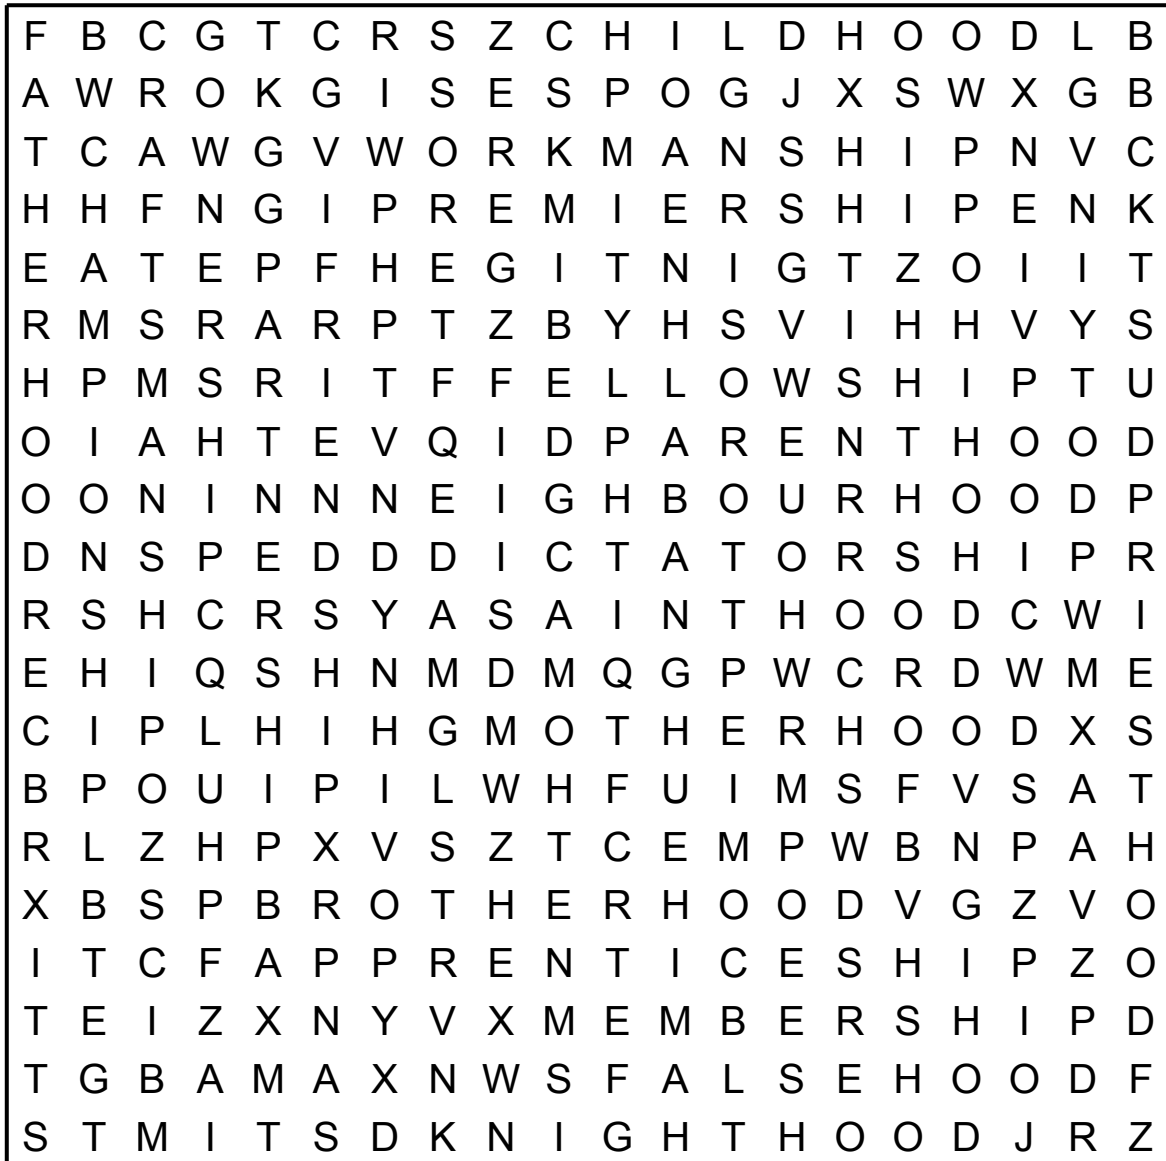 F B C G T C R S Z C H I L D H O O D L B
A W R O K G I S E S P O G J X S W X G B
T C A W G V W O R K M A N S H I P N V C
H H F N G I P R E M I E R S H I P E N K
E A T E P F H E G I T N I G T Z O I I T
R M S R A R P T Z B Y H S V I H H V Y S
H P M S R I T F F E L L O W S H I P T U
O I A H T E V Q I D P A R E N T H O O D
O O N I N N N E I G H B O U R H O O D P
D N S P E D D D I C T A T O R S H I P R
R S H C R S Y A S A I N T H O O D C W I
E H I Q S H N M D M Q G P W C R D W M E
C I P L H I H G M O T H E R H O O D X S
B P O U I P I L W H F U I M S F V S A T
R L Z H P X V S Z T C E M P W B N P A H
X B S P B R O T H E R H O O D V G Z V O
I T C F A P P R E N T I C E S H I P Z O
T E I Z X N Y V X M E M B E R S H I P D
T G B A M A X N W S F A L S E H O O D F
S T M I T S D K N I G H T H O O D J R Z